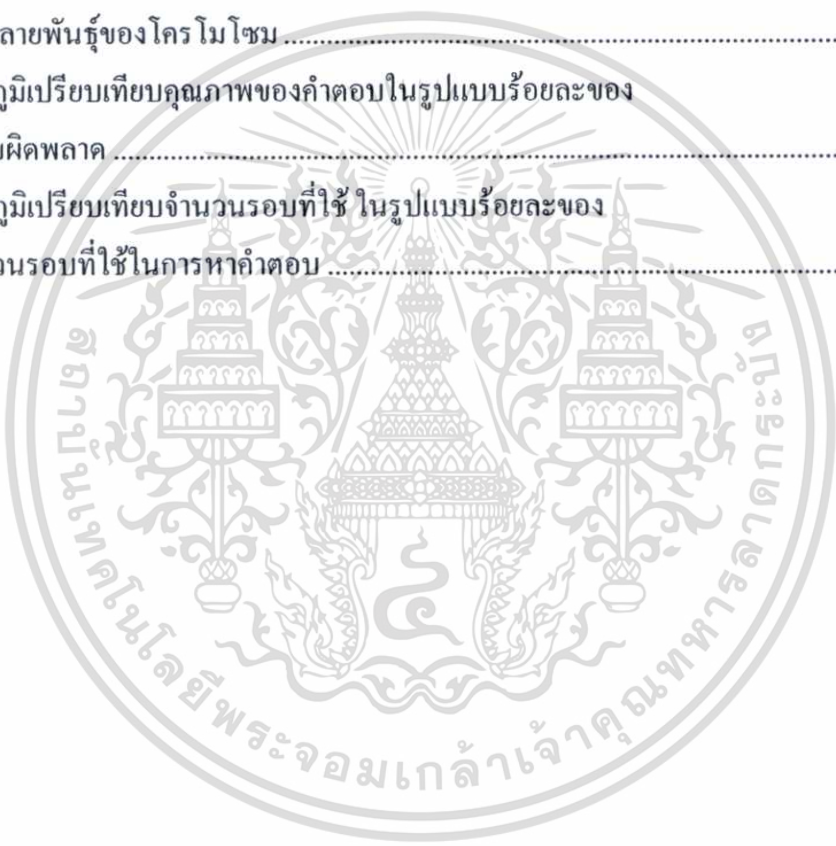 ลายพันธุ์ของโครโมโซม
ภูมิเปรียบเทียบคุณภาพของคำตอบในรูปแบบร้อยละของ
ผิดพลาด
ภูมิเปรียบเทียบจำนวนรอบที่ใช้ ในรูปแบบร้อยละของ
วนรอบที่ใช้ในการหาคำตอบ
สถาบันเทคโนโลยีพระจอมเกล้าเจ้าคุณทหารลาดกระบัง